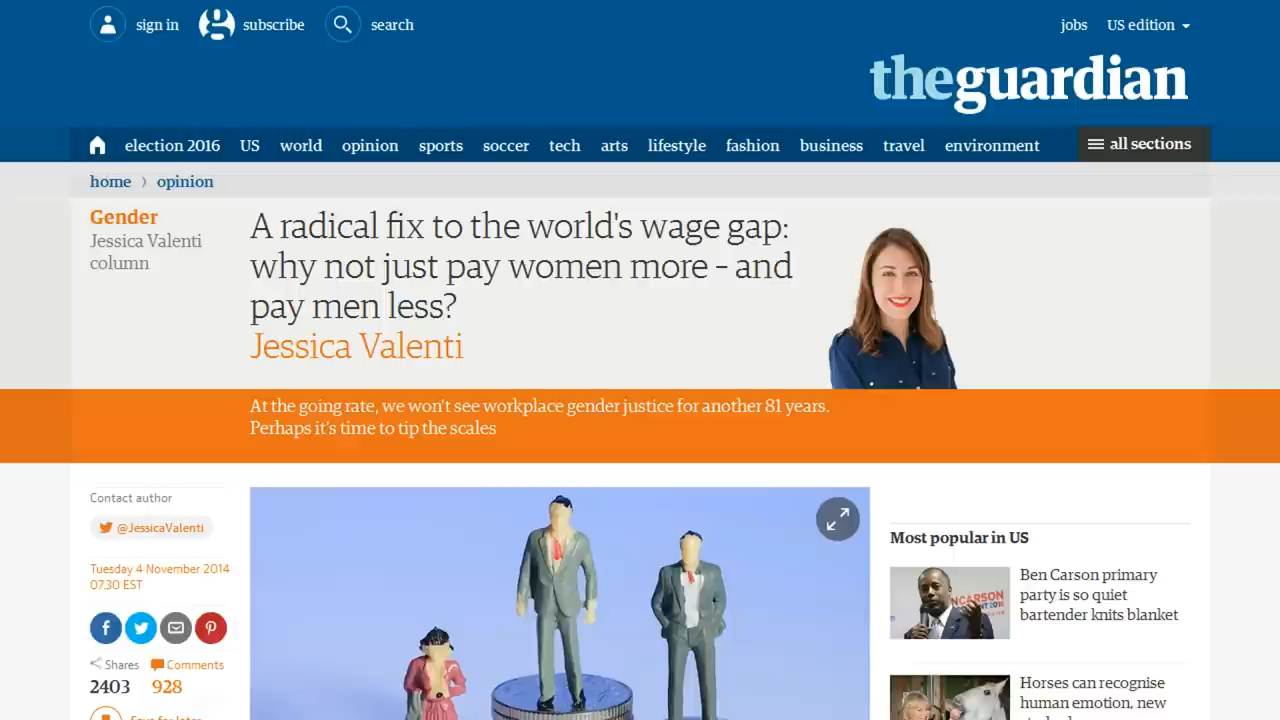 sign in
subscribe
search
jobs
US edition
theguardian
election 2016
US
world
opinion
sports
soccer
tech
arts
lifestyle
fashion
business
travel
environment
all sections
home
opinion
Gender
Jessica Valenti
column
A radical fix to the world's wage gap:
why not just pay women more – and
pay men less?
Jessica Valenti
At the going rate, we won't see workplace gender justice for another 81 years.
Perhaps it's time to tip the scales
Contact author
@JessicaValenti
Tuesday 4 November 2014
07.30 EST
Shares
Comments
2403
928
Save for later
Most popular in US
Ben Carson primary
party is so quiet
bartender knits blanket
Horses can recognise
human emotion, new